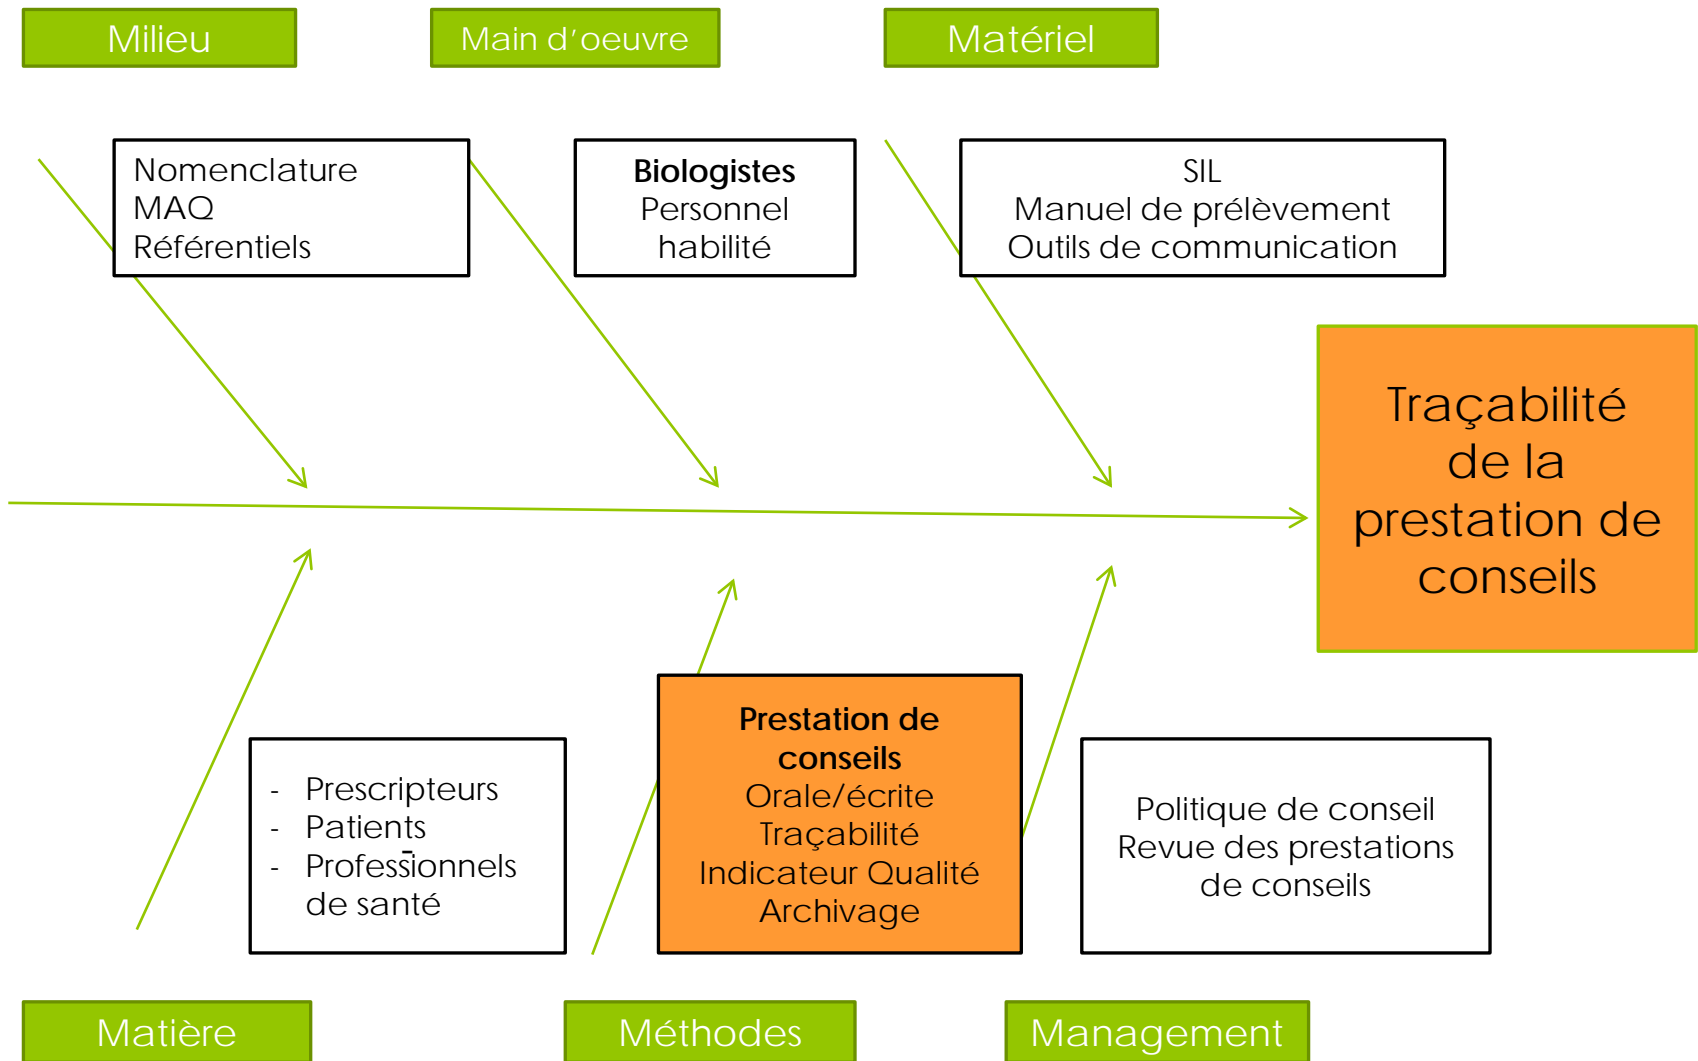 Milieu
Main d'oeuvre
Matériel
Nomenclature
MAQ
Référentiels
Biologistes
Personnel
habilité
SIL
Manuel de prélèvement
Outils de communication
Traçabilité
de la
prestation de
conseils
- Prescripteurs
- Patients
- Professionnels
de santé
Prestation de
conseils
Orale/écrite
Traçabilité
Indicateur Qualité
Archivage
Politique de conseil
Revue des prestations
de conseils
Matière
Méthodes
Management